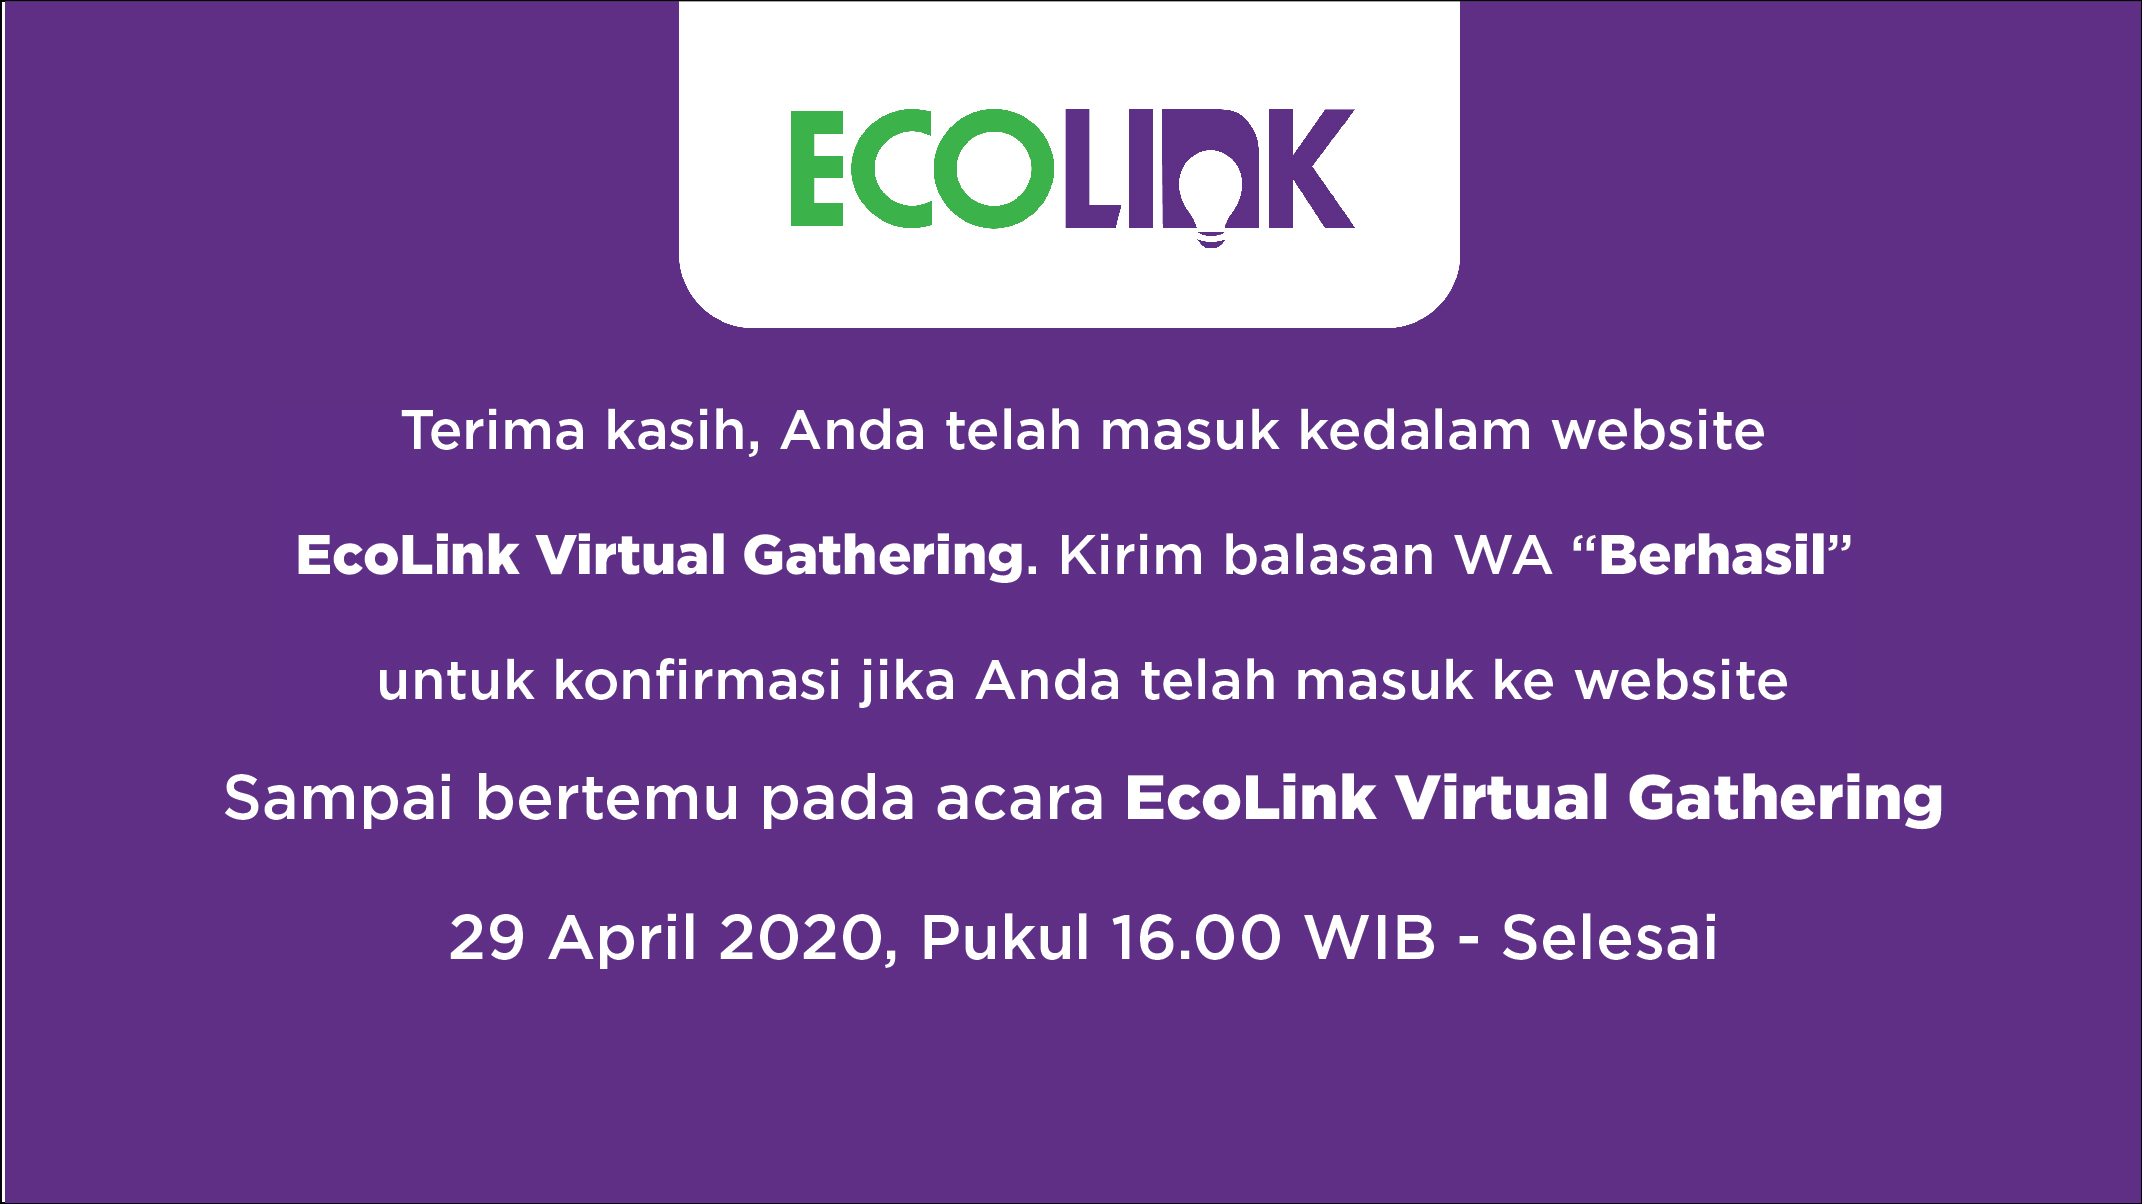 ECOLINK
Terima kasih, Anda telah masuk kedalam website
EcoLink Virtual Gathering. Kirim balasan WA “Berhasil”
untuk konfirmasi jika Anda telah masuk ke website
Sampai bertemu pada acara EcoLink Virtual Gathering
29 April 2020, Pukul 16.00 WIB - Selesai